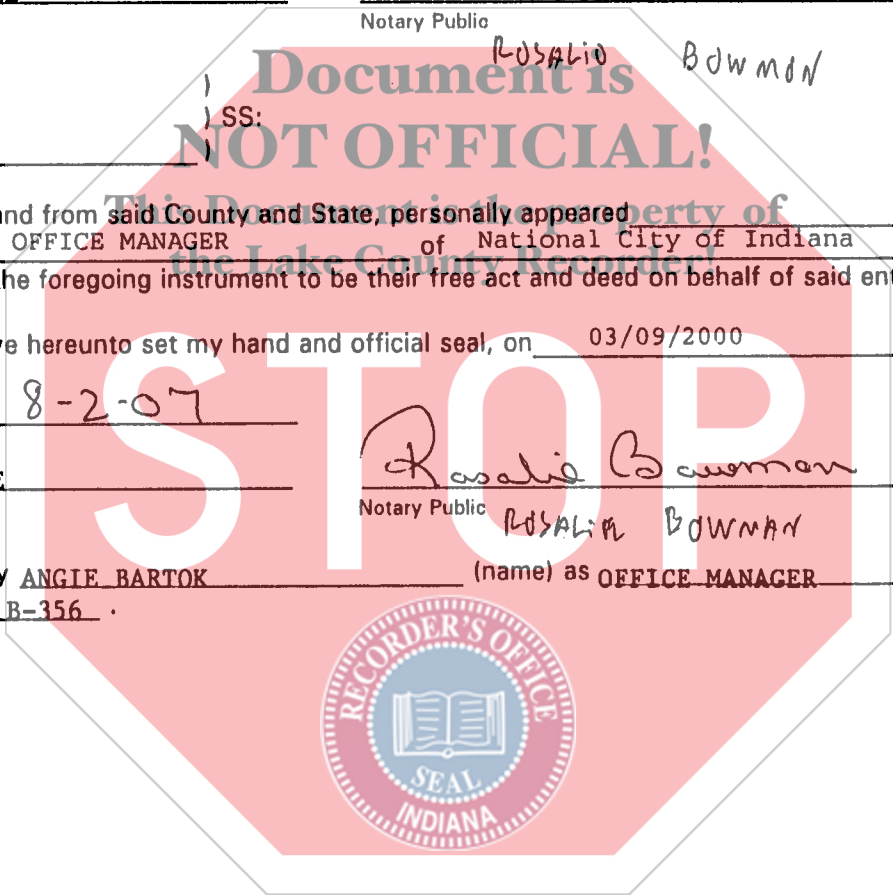 Notary Public
ROSALIO BOWMON
Document is
)
) SS:
)
NOT OFFICIAL!
This Document is the property of
and from said County and State, personally appeared
OFFICE MANAGER of National City of Indiana
the Lake County Recorder!
he foregoing instrument to be their free act and deed on behalf of said ent
e hereunto set my hand and official seal, on 03/09/2000
STOP
8-2-07
Rosalie Bowman
Notary Public
BOWMAN
ANGIE BARTOK (name) as OFFICE MANAGER
B-356 .
RECORDER'S OFFICE
SEAL
INDIANA